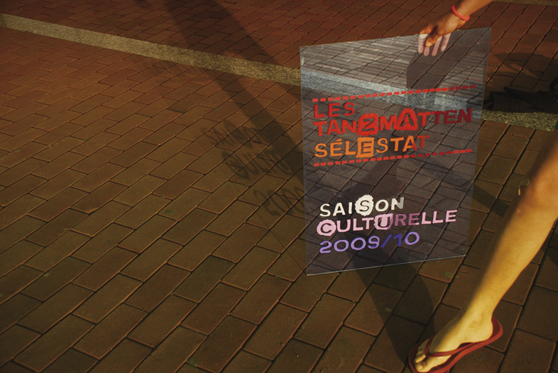 LES
TANZMATTEN
SÉLESTAT
SAISON
CULTURELLE
2009/10